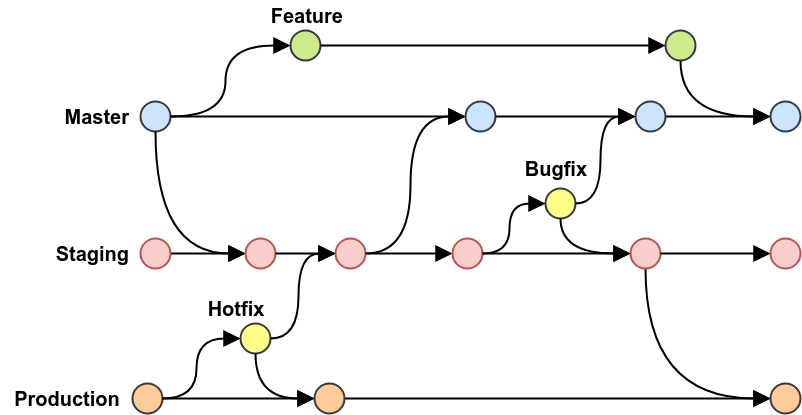 Feature
Master
Bugfix
Staging
Hotfix
Production